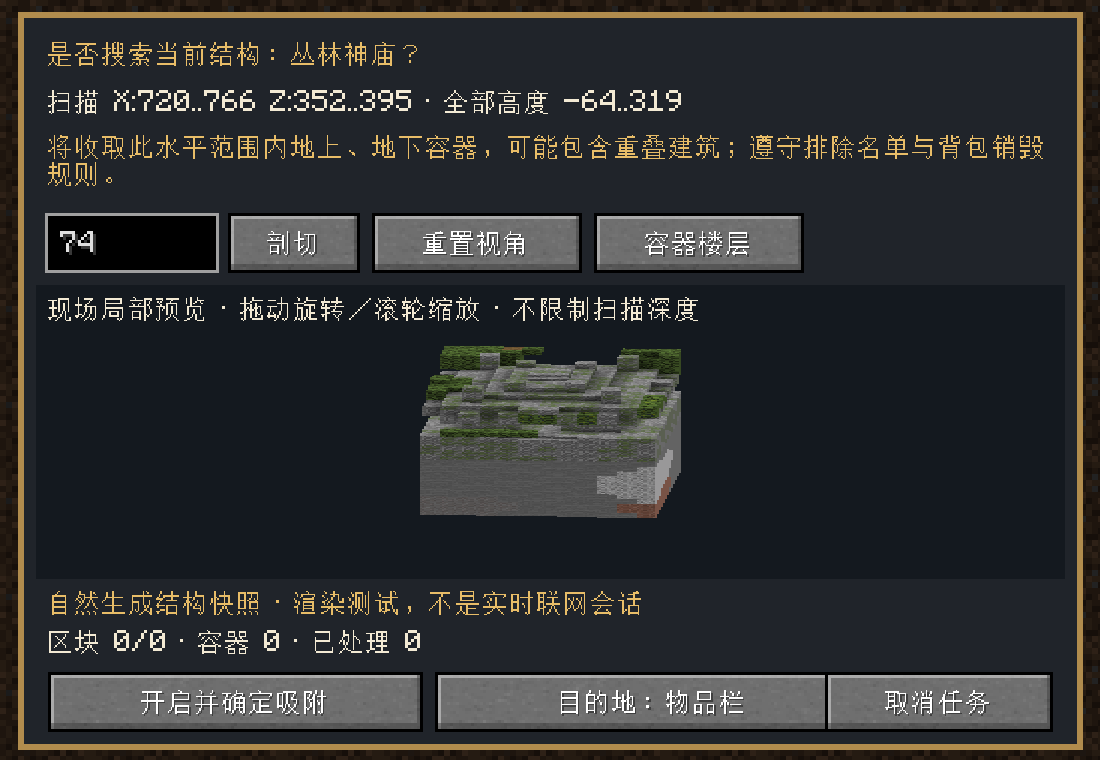 是否搜索当前结构：丛林神庙？
扫描 X:720..766 Z:352..395 · 全部高度 -64..319
将收取此水平范围内地上、地下容器，可能包含重叠建筑；遵守排除名单与背包销毁
规则。
74 剖切 重置视角 容器楼层
现场局部预览 · 拖动旋转／滚轮缩放 · 不限制扫描深度
自然生成结构快照 · 渲染测试，不是实时联网会话
区块 0/0 · 容器 0 · 已处理 0
开启并确定吸附 目的地：物品栏 取消任务